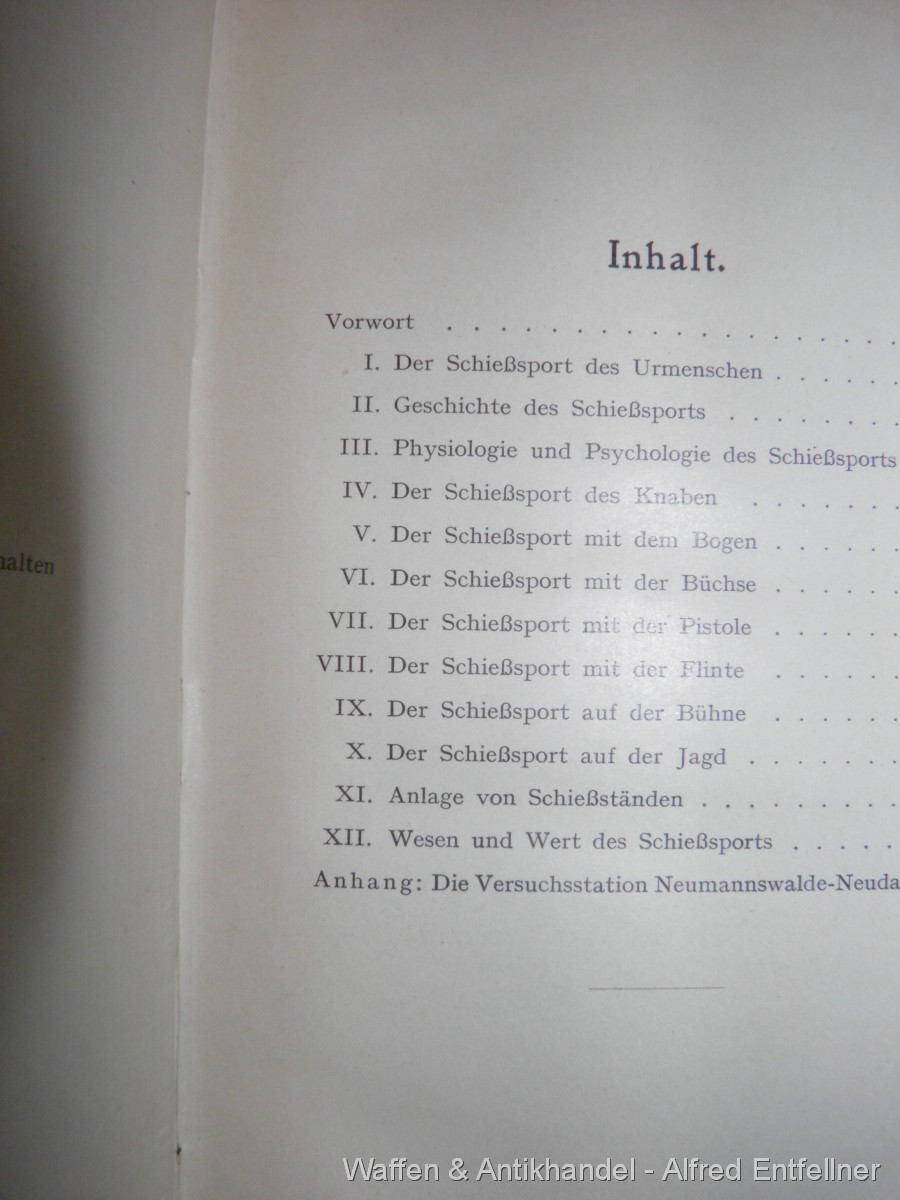 halten
Inhalt.
Vorwort . . . . . . . . . . . . . . . . . .
I. Der Schießsport des Urmenschen . . . . . .
II. Geschichte des Schießsports . . . . . . . .
III. Physiologie und Psychologie des Schießsports
IV. Der Schießsport des Knaben . . . . . . .
V. Der Schießsport mit dem Bogen . . . . . .
VI. Der Schießsport mit der Büchse . . . . . .
VII. Der Schießsport mit der Pistole . . . . . .
VIII. Der Schießsport mit der Flinte . . . . . .
IX. Der Schießsport auf der Bühne . . . . . .
X. Der Schießsport auf der Jagd . . . . . . .
XI. Anlage von Schießständen . . . . . . . . .
XII. Wesen und Wert des Schießsports . . . . .
Anhang: Die Versuchsstation Neumannswalde-Neuda
Waffen & Antikhandel - Alfred Entfellner